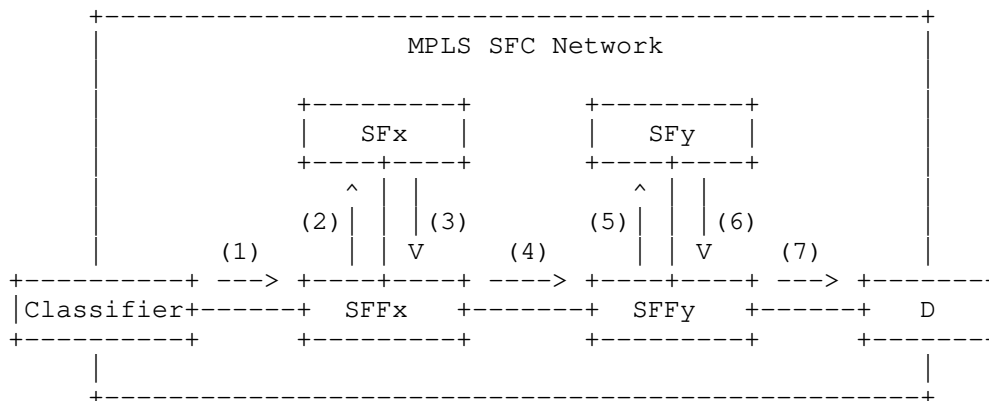 MPLS SFC Network
SFx SFy
(2) (3) (5) (6)
(1) (4) (7)
Classifier SFFx SFFy D